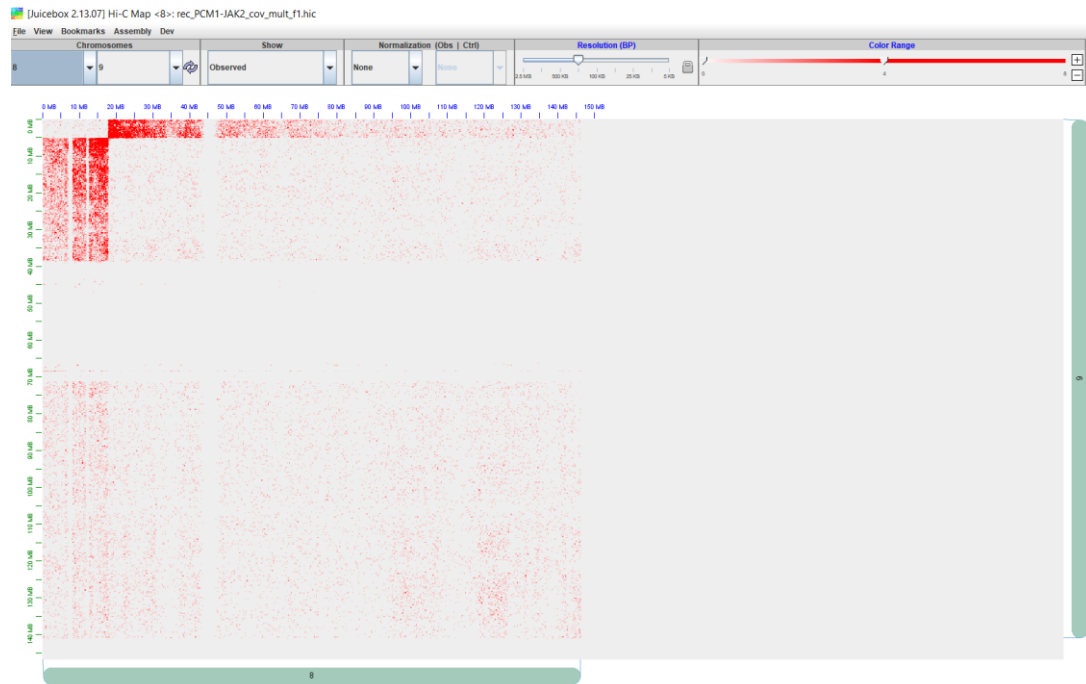 [Juicebox 2.13.07] Hi-C Map <8>: rec_PCM1-JAK2_cov_mult_f1.hic
File View Bookmarks Assembly Dev
Chromosomes Show Normalization (Obs | Ctrl) Resolution (BP) Color Range
8 9 Observed None None
2.5 MB 500 KB 100 KB 25 KB 5 KB
0 4 8
+
−
0 MB 10 MB 20 MB 30 MB 40 MB 50 MB 60 MB 70 MB 80 MB 90 MB 100 MB 110 MB 120 MB 130 MB 140 MB 150 MB
0 MB
10 MB
20 MB
30 MB
40 MB
50 MB
60 MB
70 MB
80 MB
90 MB
100 MB
110 MB
120 MB
130 MB
140 MB
9
8